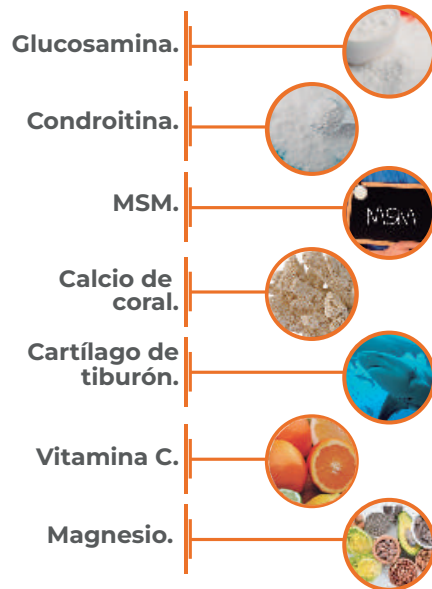 Glucosamina.
Condroitina.
MSM.
MSM
Calcio de
coral.
Cartílago de
tiburón.
Vitamina C.
Magnesio.